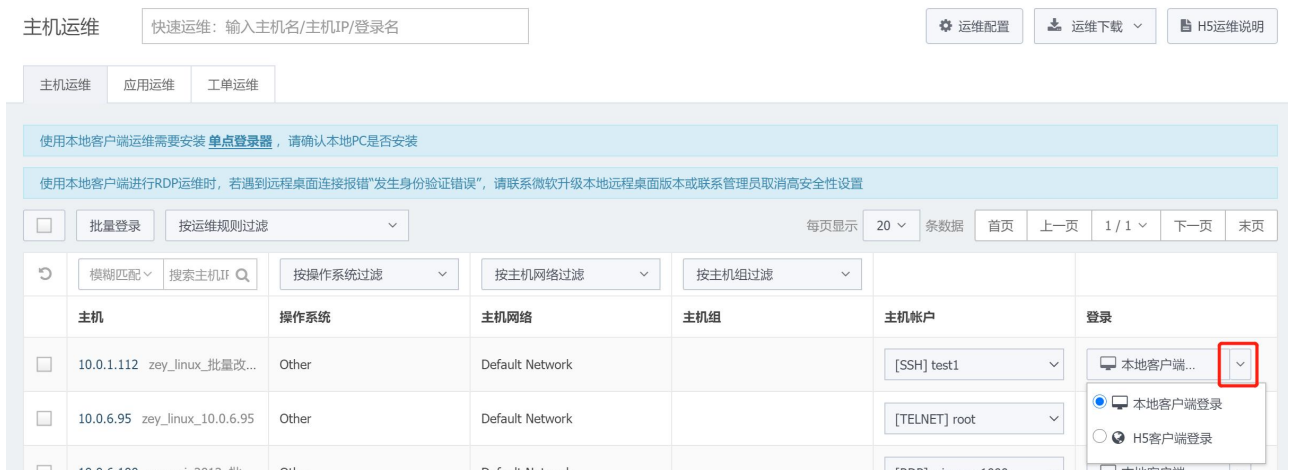 主机运维 快速运维：输入主机名/主机IP/登录名 运维配置 运维下载 H5运维说明
主机运维 应用运维 工单运维
使用本地客户端运维需要安装 单点登录器 ，请确认本地PC是否安装
使用本地客户端进行RDP运维时，若遇到远程桌面连接报错"发生身份验证错误"，请联系微软升级本地远程桌面版本或联系管理员取消高安全性设置
批量登录 按运维规则过滤 每页显示 20 条数据 首页 上一页 1 / 1 下一页 末页
模糊匹配 搜索主机IP 按操作系统过滤 按主机网络过滤 按主机组过滤
主机 操作系统 主机网络 主机组 主机帐户 登录
10.0.1.112 zey_linux_批量改... Other Default Network [SSH] test1 本地客户端...
本地客户端登录
10.0.6.95 zey_linux_10.0.6.95 Other Default Network [TELNET] root
H5客户端登录